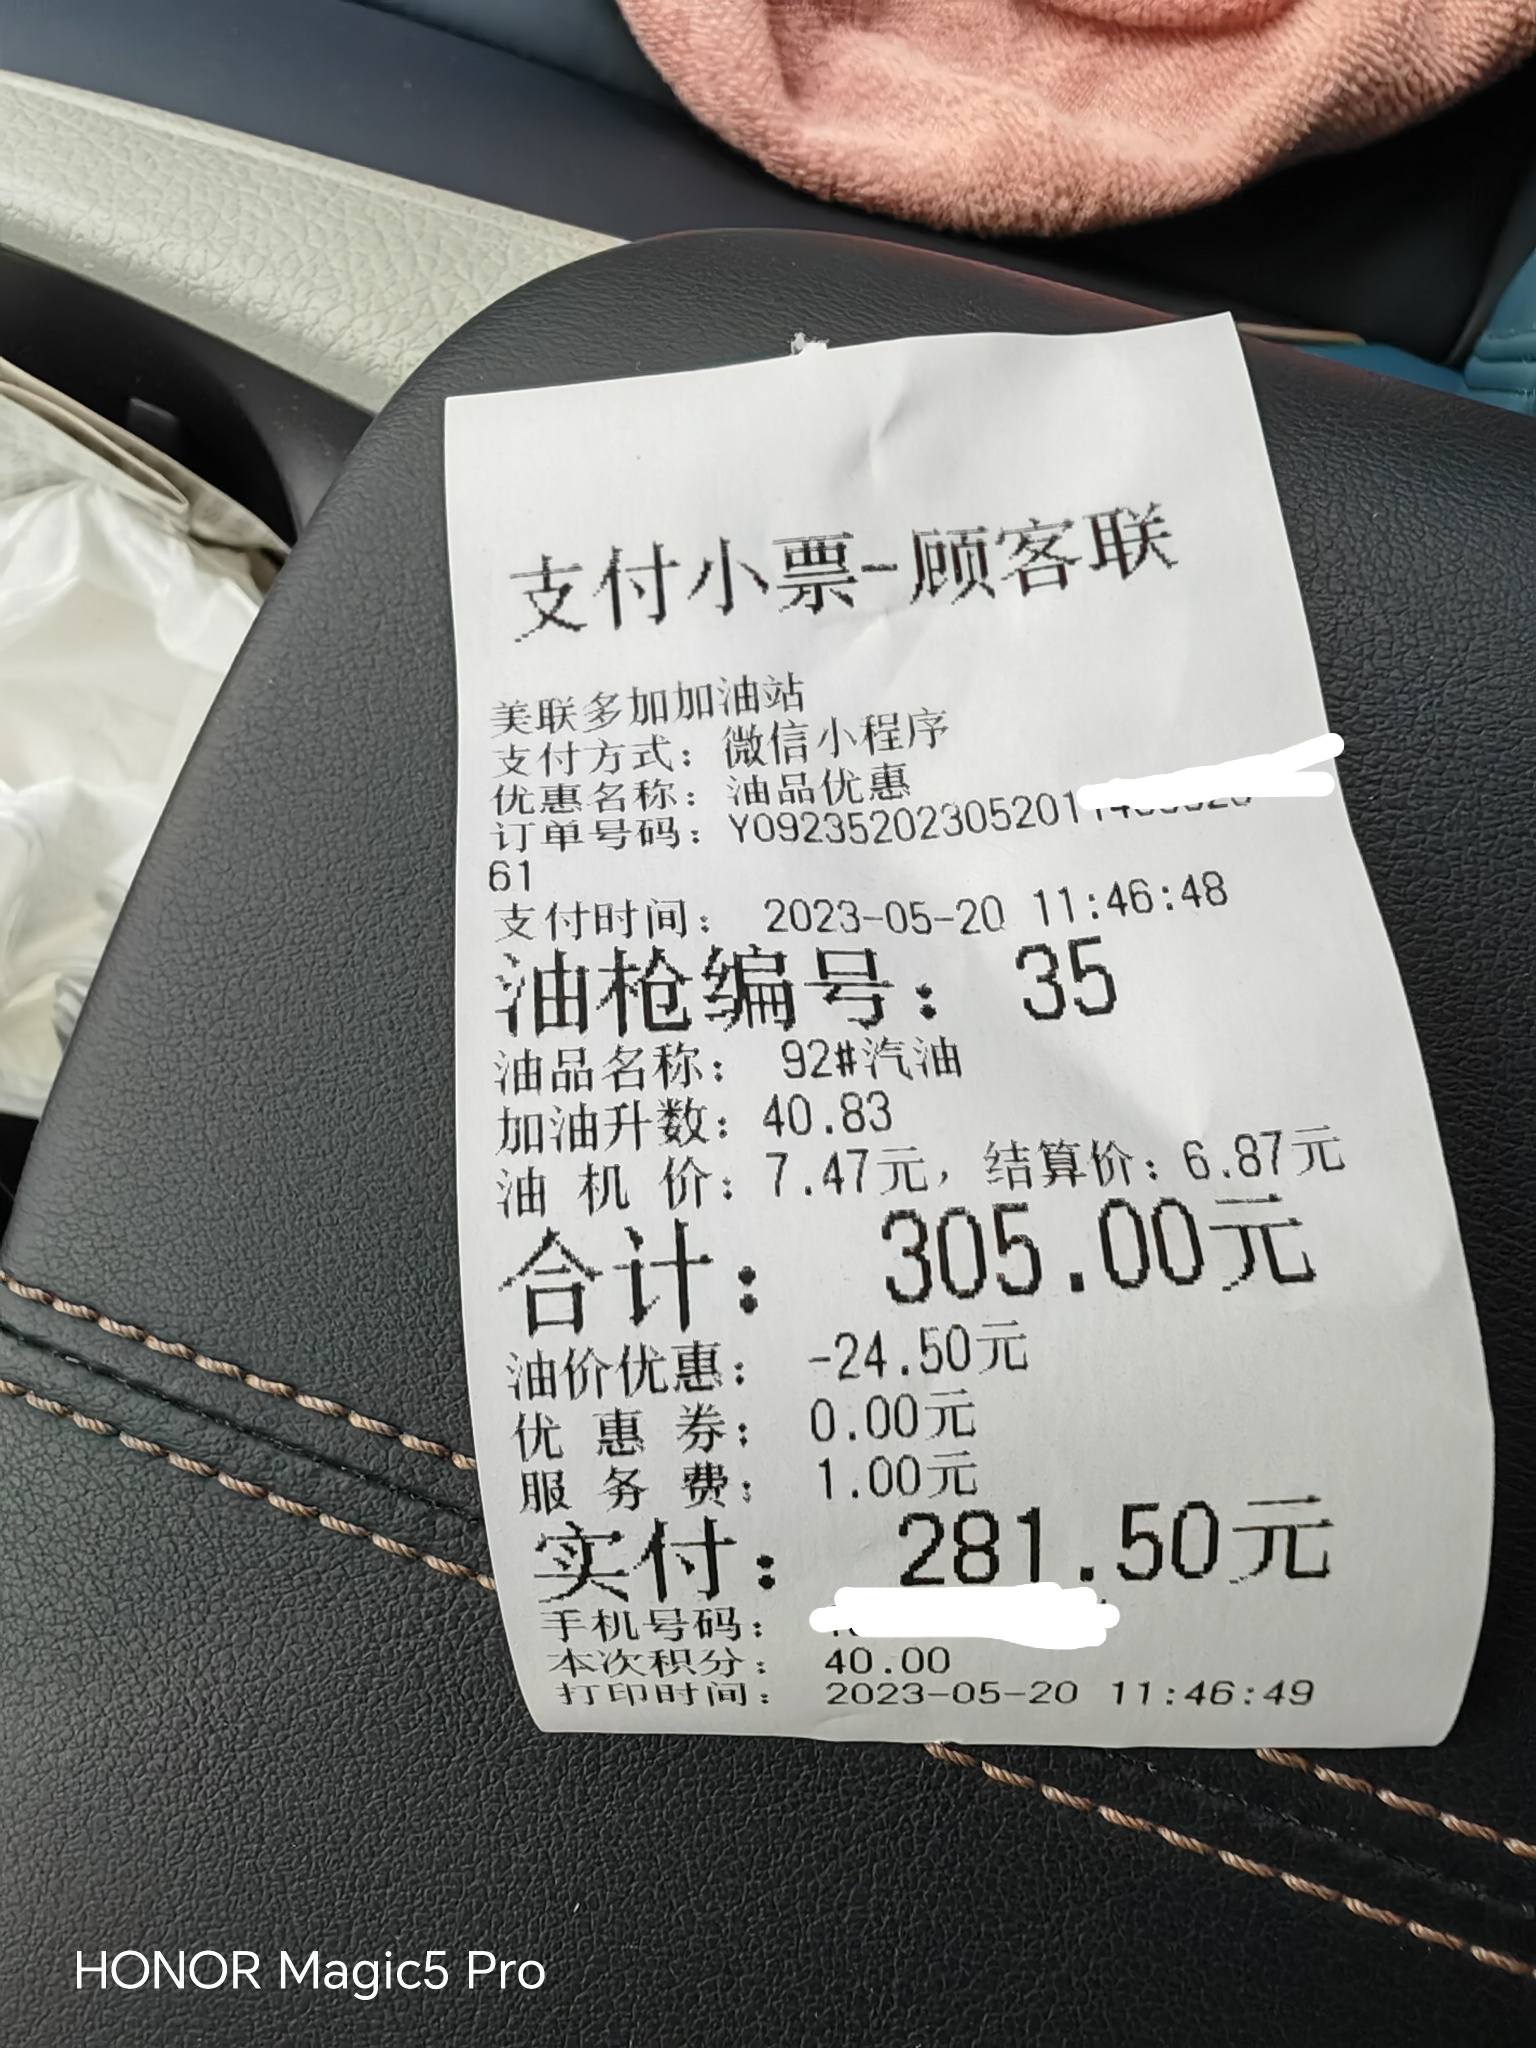 支付小票-顾客联
美联多加加油站
支付方式：微信小程序
优惠名称：油品优惠
订单号码：Y092352023052011
61
支付时间： 2023-05-20 11:46:48
油枪编号： 35
油品名称： 92#汽油
加油升数：40.83
油 机 价：7.47元，结算价：6.87元
合计： 305.00元
油价优惠： -24.50元
优 惠 券： 0.00元
服 务 费： 1.00元
实付： 281.50元
手机号码：
本次积分： 40.00
打印时间： 2023-05-20 11:46:49
HONOR Magic5 Pro